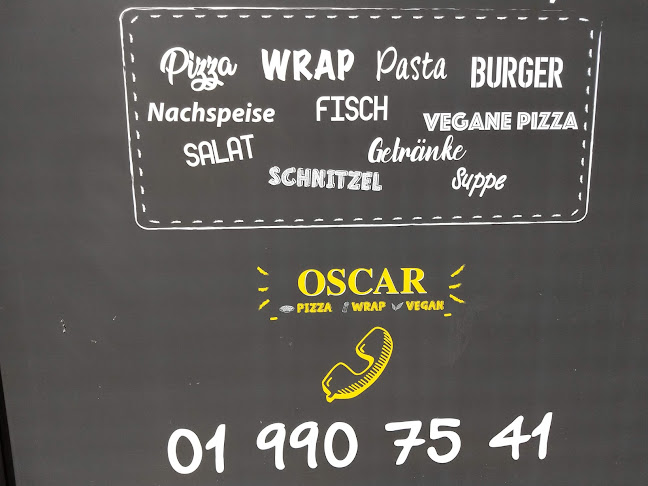 Pizza WRAP Pasta BURGER
Nachspeise FISCH VEGANE PIZZA
SALAT Getränke
SCHNITZEL Suppe
OSCAR
PIZZA WRAP VEGAN
01 990 75 41